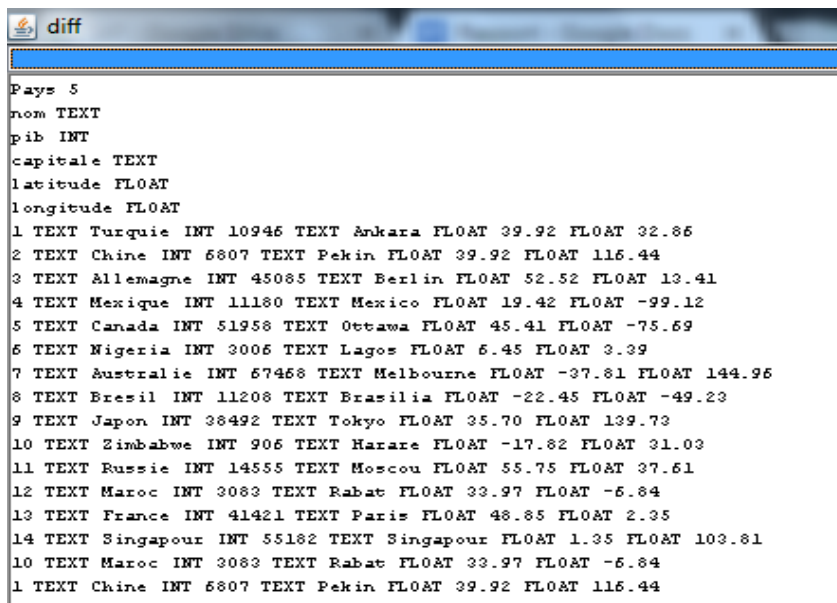 diff
Pays 5
nom TEXT
pib INT
capitale TEXT
latitude FLOAT
longitude FLOAT
1 TEXT Turquie INT 10946 TEXT Ankara FLOAT 39.92 FLOAT 32.86
2 TEXT Chine INT 6807 TEXT Pekin FLOAT 39.92 FLOAT 116.44
3 TEXT Allemagne INT 45085 TEXT Berlin FLOAT 52.52 FLOAT 13.41
4 TEXT Mexique INT 11180 TEXT Mexico FLOAT 19.42 FLOAT -99.12
5 TEXT Canada INT 51958 TEXT Ottawa FLOAT 45.41 FLOAT -75.69
6 TEXT Nigeria INT 3006 TEXT Lagos FLOAT 6.45 FLOAT 3.39
7 TEXT Australie INT 67468 TEXT Melbourne FLOAT -37.81 FLOAT 144.96
8 TEXT Bresil INT 11208 TEXT Brasilia FLOAT -22.45 FLOAT -49.23
9 TEXT Japon INT 38492 TEXT Tokyo FLOAT 35.70 FLOAT 139.73
10 TEXT Zimbabwe INT 906 TEXT Harare FLOAT -17.82 FLOAT 31.03
11 TEXT Russie INT 14555 TEXT Moscou FLOAT 55.75 FLOAT 37.61
12 TEXT Maroc INT 3083 TEXT Rabat FLOAT 33.97 FLOAT -6.84
13 TEXT France INT 41421 TEXT Paris FLOAT 48.85 FLOAT 2.35
14 TEXT Singapour INT 55182 TEXT Singapour FLOAT 1.35 FLOAT 103.81
10 TEXT Maroc INT 3083 TEXT Rabat FLOAT 33.97 FLOAT -6.84
1 TEXT Chine INT 6807 TEXT Pekin FLOAT 39.92 FLOAT 116.44